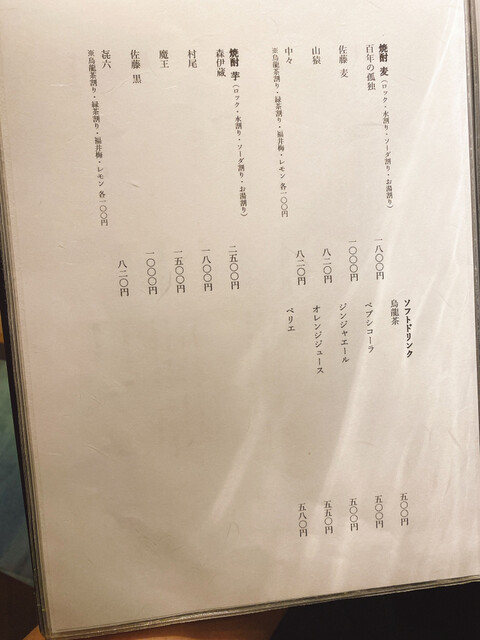 焼酎 麦（ロック・水割り・ソーダ割り・お湯割り）
百年の孤独 一八〇〇円
佐藤 麦 一〇〇〇円
山猿 八二〇円
中々 八二〇円
※烏龍茶割り・緑茶割り・福井梅・レモン 各一〇〇円
焼酎 芋（ロック・水割り・ソーダ割り・お湯割り）
森伊蔵 二五〇〇円
村尾 一八〇〇円
魔王 一五〇〇円
佐藤 黒 一〇〇〇円
㐂六 八二〇円
※烏龍茶割り・緑茶割り・福井梅・レモン 各一〇〇円
ソフトドリンク
烏龍茶 五〇〇円
ペプシコーラ 五〇〇円
ジンジャエール 五〇〇円
オレンジジュース 五五〇円
ペリエ 五八〇円